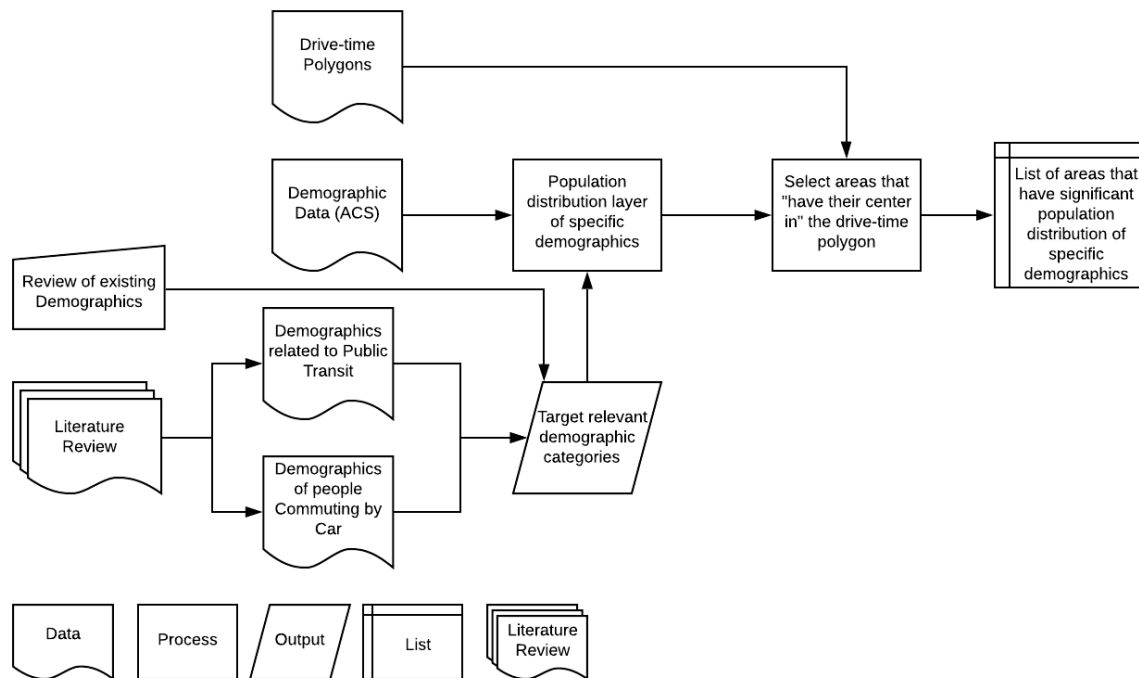 Drive-time
Polygons
Demographic
Data (ACS)
Population
distribution layer
of specific
demographics
Select areas that
"have their center
in" the drive-time
polygon
List of areas that
have significant
population
distribution of
specific
demographics
Review of existing
Demographics
Demographics
related to Public
Transit
Literature
Review
Target relevant
demographic
categories
Demographics
of people
Commuting by
Car
Data
Process
Output
List
Literature
Review